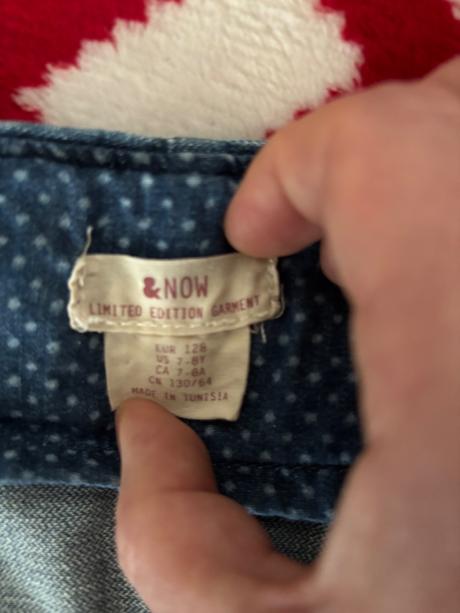 &NOW
LIMITED EDITION GARMENT
EUR 128
US 7-8Y
CA 7-8A
CN 130/64
MADE IN TUNISIA